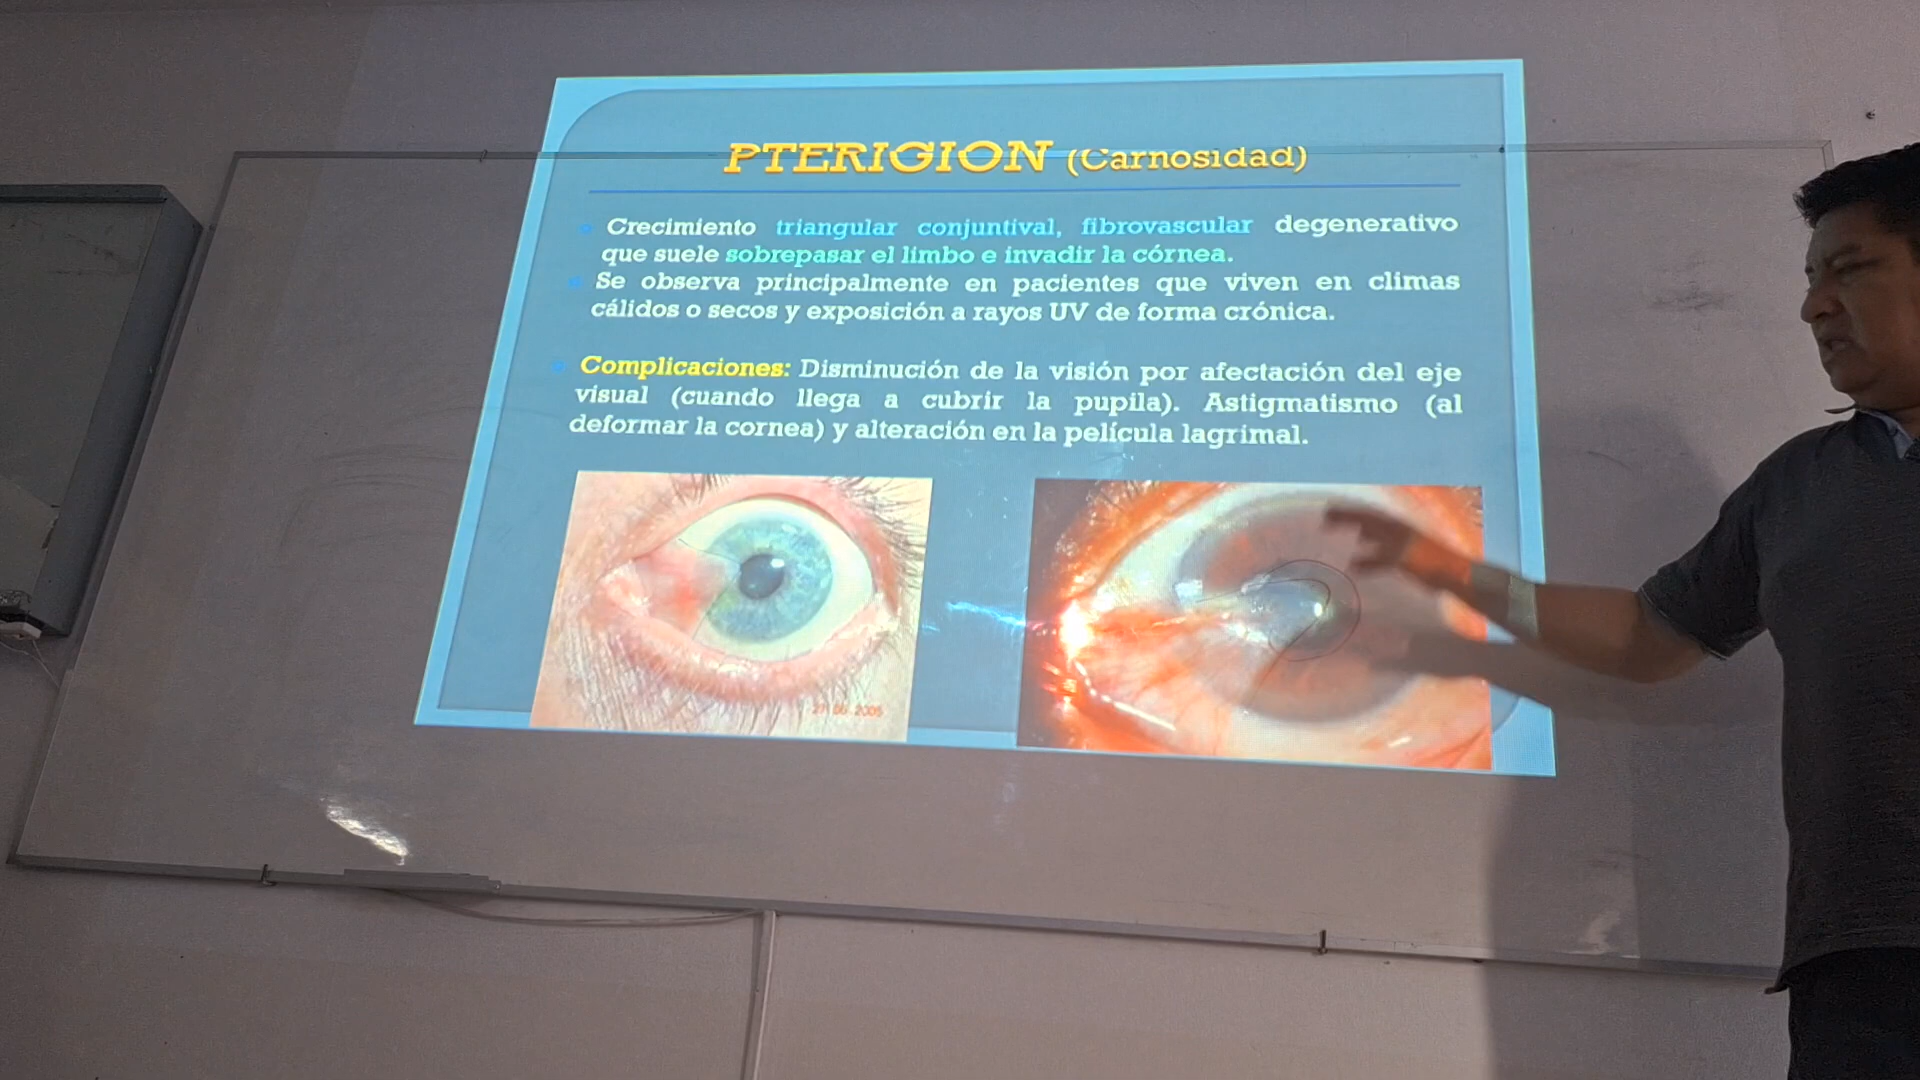 PTERIGION (Carnosidad)
Crecimiento triangular conjuntival, fibrovascular degenerativo
que suele sobrepasar el limbo e invadir la córnea.
Se observa principalmente en pacientes que viven en climas
cálidos o secos y exposición a rayos UV de forma crónica.
Complicaciones: Disminución de la visión por afectación del eje
visual (cuando llega a cubrir la pupila). Astigmatismo (al
deformar la cornea) y alteración en la película lagrimal.